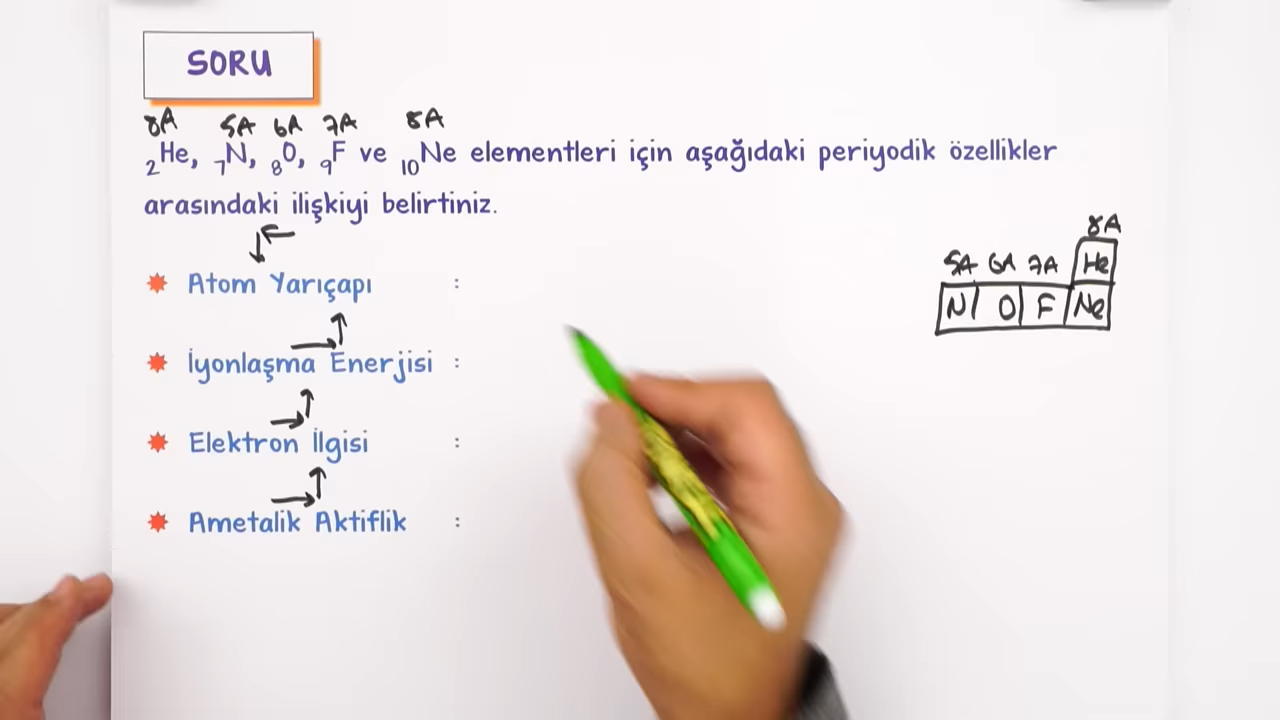 SORU
8A 5A 6A 7A 8A
₂He, ₇N, ₈O, ₉F ve ₁₀Ne elementleri için aşağıdaki periyodik özellikler
arasındaki ilişkiyi belirtiniz.
8A
5A 6A 7A He
N O F Ne
Atom Yarıçapı :
İyonlaşma Enerjisi :
Elektron İlgisi :
Ametalik Aktiflik :